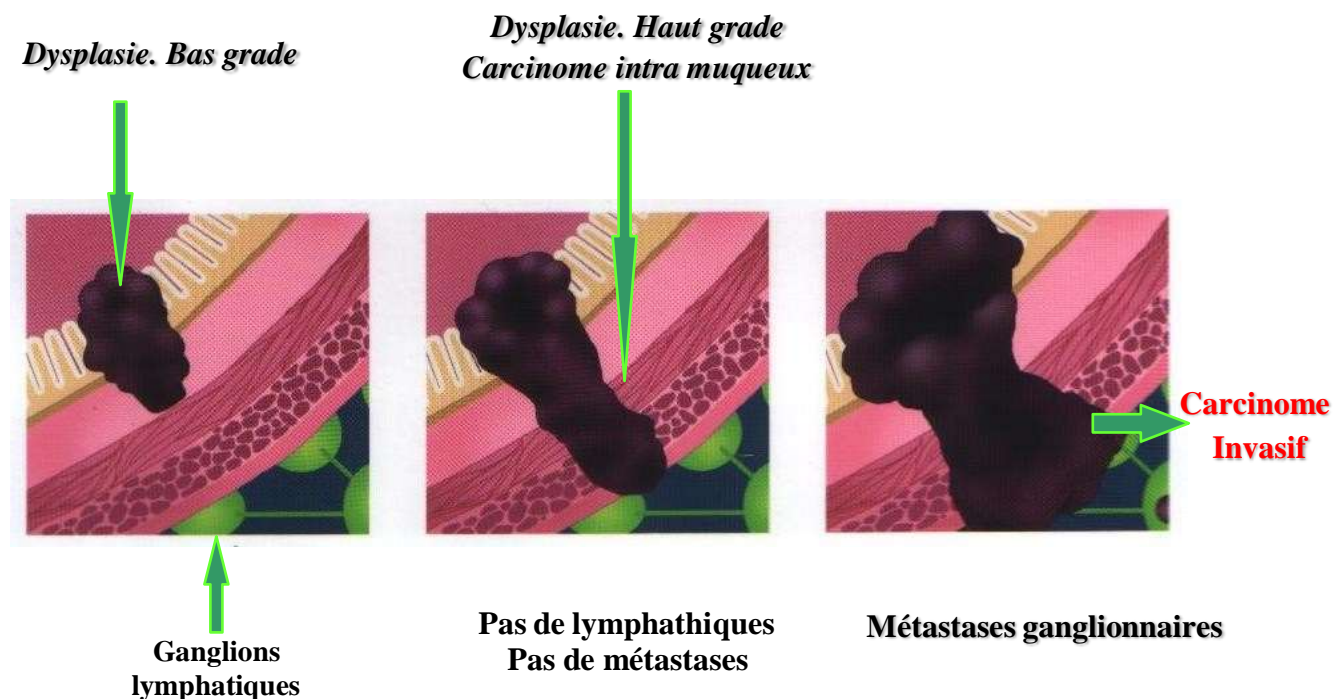 Dysplasie. Bas grade
Dysplasie. Haut grade
Carcinome intra muqueux
Carcinome
Invasif
Ganglions
lymphatiques
Pas de lymphathiques
Pas de métastases
Métastases ganglionnaires